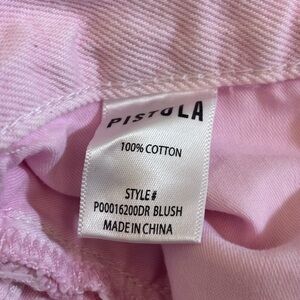 PISTOLA
100% COTTON
STYLE#
P00016200DR BLUSH
MADE IN CHINA